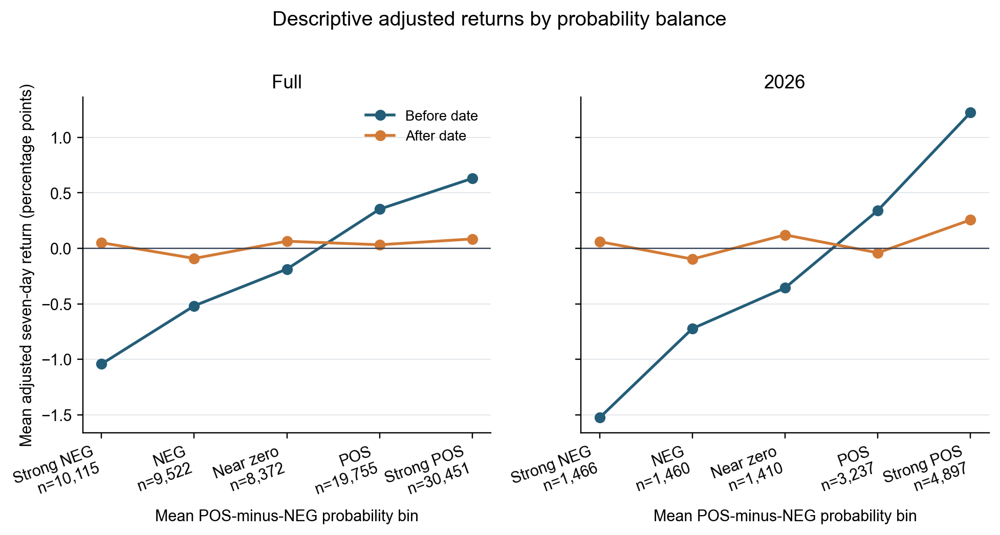 Descriptive adjusted returns by probability balance
Full
Mean adjusted seven-day return (percentage points)
1.0
0.5
0.0
−0.5
−1.0
−1.5
Before date
After date
Strong NEG
n=10,115
NEG
n=9,522
Near zero
n=8,372
POS
n=19,755
Strong POS
n=30,451
Mean POS-minus-NEG probability bin
2026
Strong NEG
n=1,466
NEG
n=1,460
Near zero
n=1,410
POS
n=3,237
Strong POS
n=4,897
Mean POS-minus-NEG probability bin